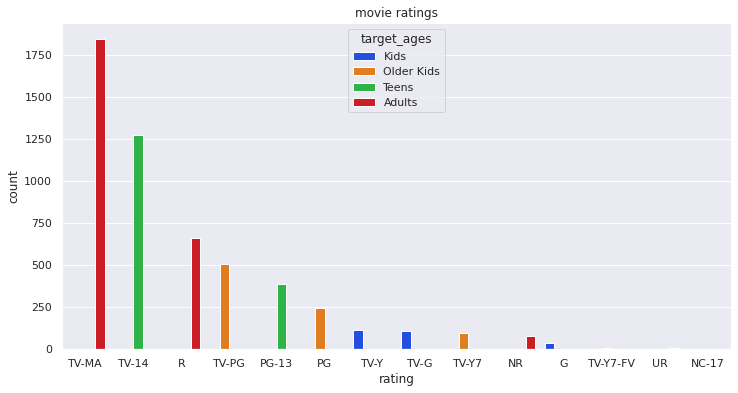 movie ratings
target_ages
Kids
Older Kids
Teens
Adults
1750
1500
1250
1000
750
500
250
0
count
TV-MA TV-14 R TV-PG PG-13 PG TV-Y TV-G TV-Y7 NR G TV-Y7-FV UR NC-17
rating